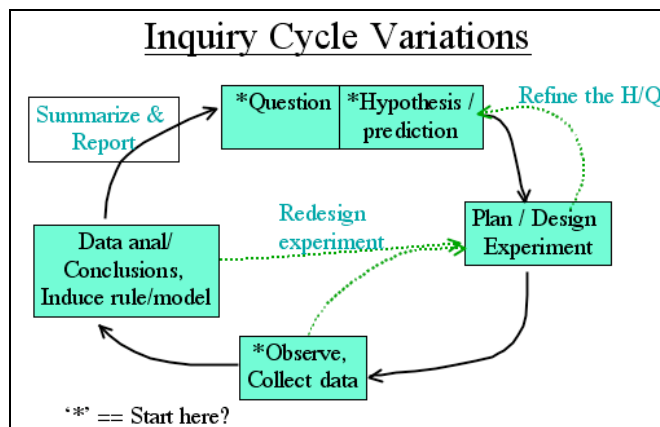 Inquiry Cycle Variations
Summarize &
Report
*Question
*Hypothesis /
prediction
Refine the H/Q
Redesign
experiment
Plan / Design
Experiment
Data anal/
Conclusions,
Induce rule/model
*Observe,
Collect data
‘*’ == Start here?